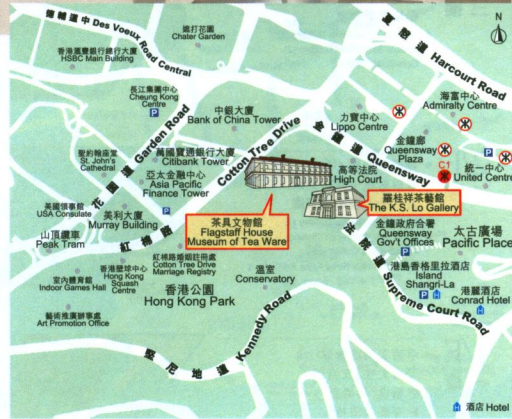 德輔道中 Des Voeux Road Central
遮打花園
Chater Garden
夏慤道 Harcourt Road
N
香港滙豐銀行總行大廈
HSBC Main Building
長江集團中心
Cheung Kong
Centre
P
中銀大廈
Bank of China Tower
力寶中心
Lippo Centre
海富中心
Admiralty Centre
金鐘道 Queensway
金鐘廊
Queensway
Plaza
C1
統一中心
United Centre
聖約翰座堂
St. John's
Cathedral
花園道 Garden Road
萬國寶通銀行大廈
Citibank Tower
P
Cotton Tree Drive
亞太金融中心
Asia Pacific
Finance Tower
高等法院
High Court
羅桂祥茶藝館
The K.S. Lo Gallery
美國領事館
USA Consulate
美利大廈
Murray Building
P
紅棉路
茶具文物館
Flagstaff House
Museum of Tea Ware
金鐘政府合署
Queensway
Gov't Offices
P
太古廣場
Pacific Place
山頂纜車
Peak Tram
香港壁球中心
Hong Kong
Squash
Centre
紅棉路婚姻註冊處
Cotton Tree Drive
Marriage Registry
溫室
Conservatory
室內體育館
Indoor Games Hall
香港公園
Hong Kong Park
港島香格里拉酒店
Island
Shangri-La
P H
港麗酒店
Conrad Hotel
H
法院道 Supreme Court Road
藝術推廣辦事處
Art Promotion Office
堅尼地道 Kennedy Road
H 酒店 Hotel